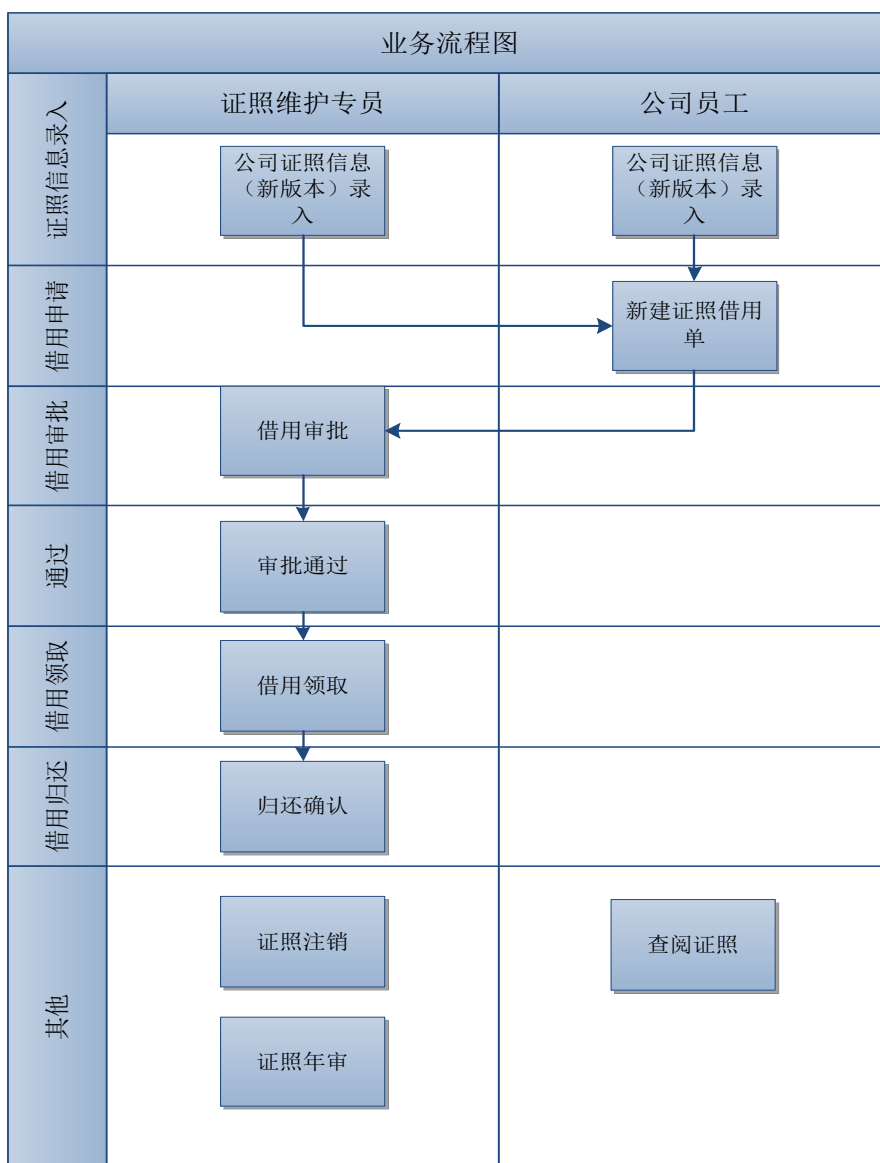 业务流程图
证照维护专员
公司员工
证照信息录入
公司证照信息
（新版本）录
入
公司证照信息
（新版本）录
入
借用申请
新建证照借用
单
借用审批
借用审批
通过
审批通过
借用领取
借用领取
借用归还
归还确认
其他
证照注销
查阅证照
证照年审